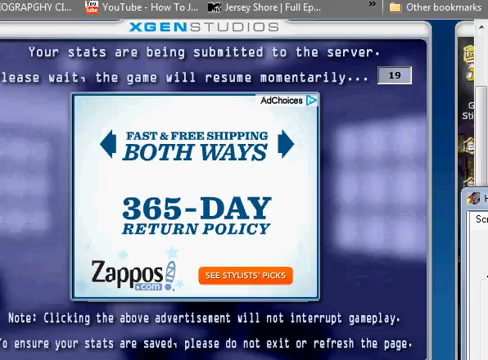 IOGRAPGHY Cl... YouTube - How To J... Jersey Shore | Full Ep... » Other bookmarks
XGENSTUDIOS
Your stats are being submitted to the server.
lease wait, the game will resume momentarily... 19
AdChoices
FAST & FREE SHIPPING
BOTH WAYS
365-DAY
RETURN POLICY
Zappos.com
SEE STYLISTS' PICKS
Note: Clicking the above advertisement will not interrupt gameplay.
To ensure your stats are saved, please do not exit or refresh the page.